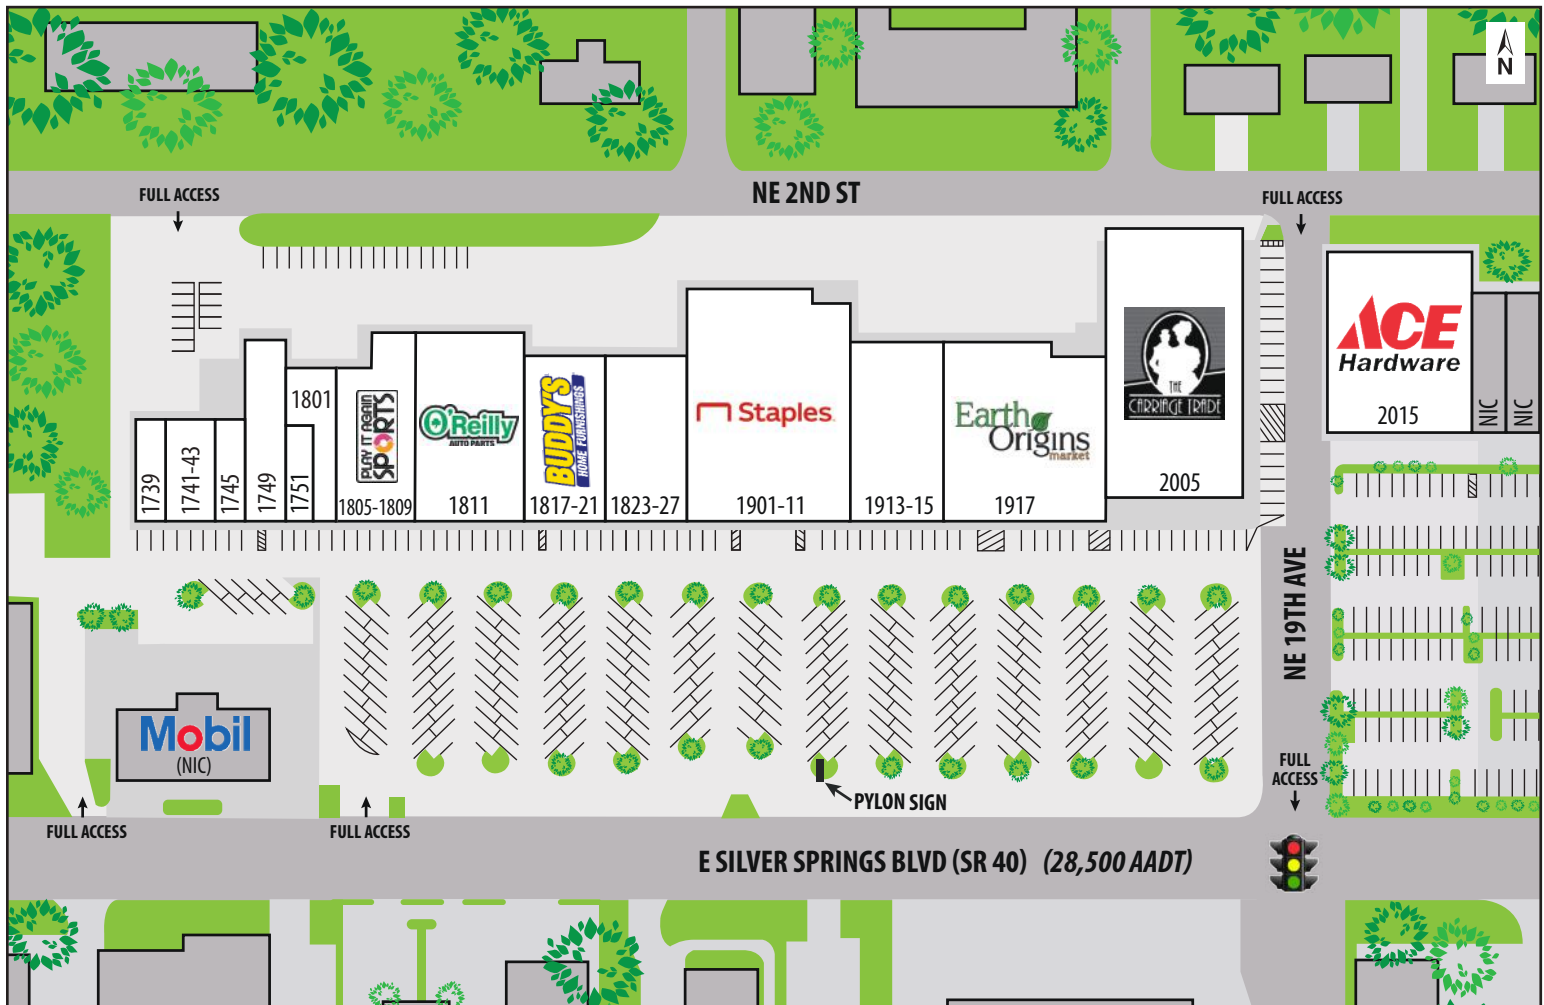 N
FULL ACCESS
NE 2ND ST
FULL ACCESS
1739
1741-43
1745
1749
1751
1801
PLAY IT AGAIN
SPORTS
1805-1809
O'Reilly
AUTO PARTS
1811
BUDDY'S
HOME FURNISHINGS
1817-21
1823-27
Staples
1901-11
1913-15
Earth
Origins
market
1917
THE
CARRIAGE TRADE
2005
ACE
Hardware
2015
NIC
NIC
NE 19TH AVE
Mobil
(NIC)
FULL ACCESS
FULL ACCESS
PYLON SIGN
FULL
ACCESS
E SILVER SPRINGS BLVD (SR 40) (28,500 AADT)